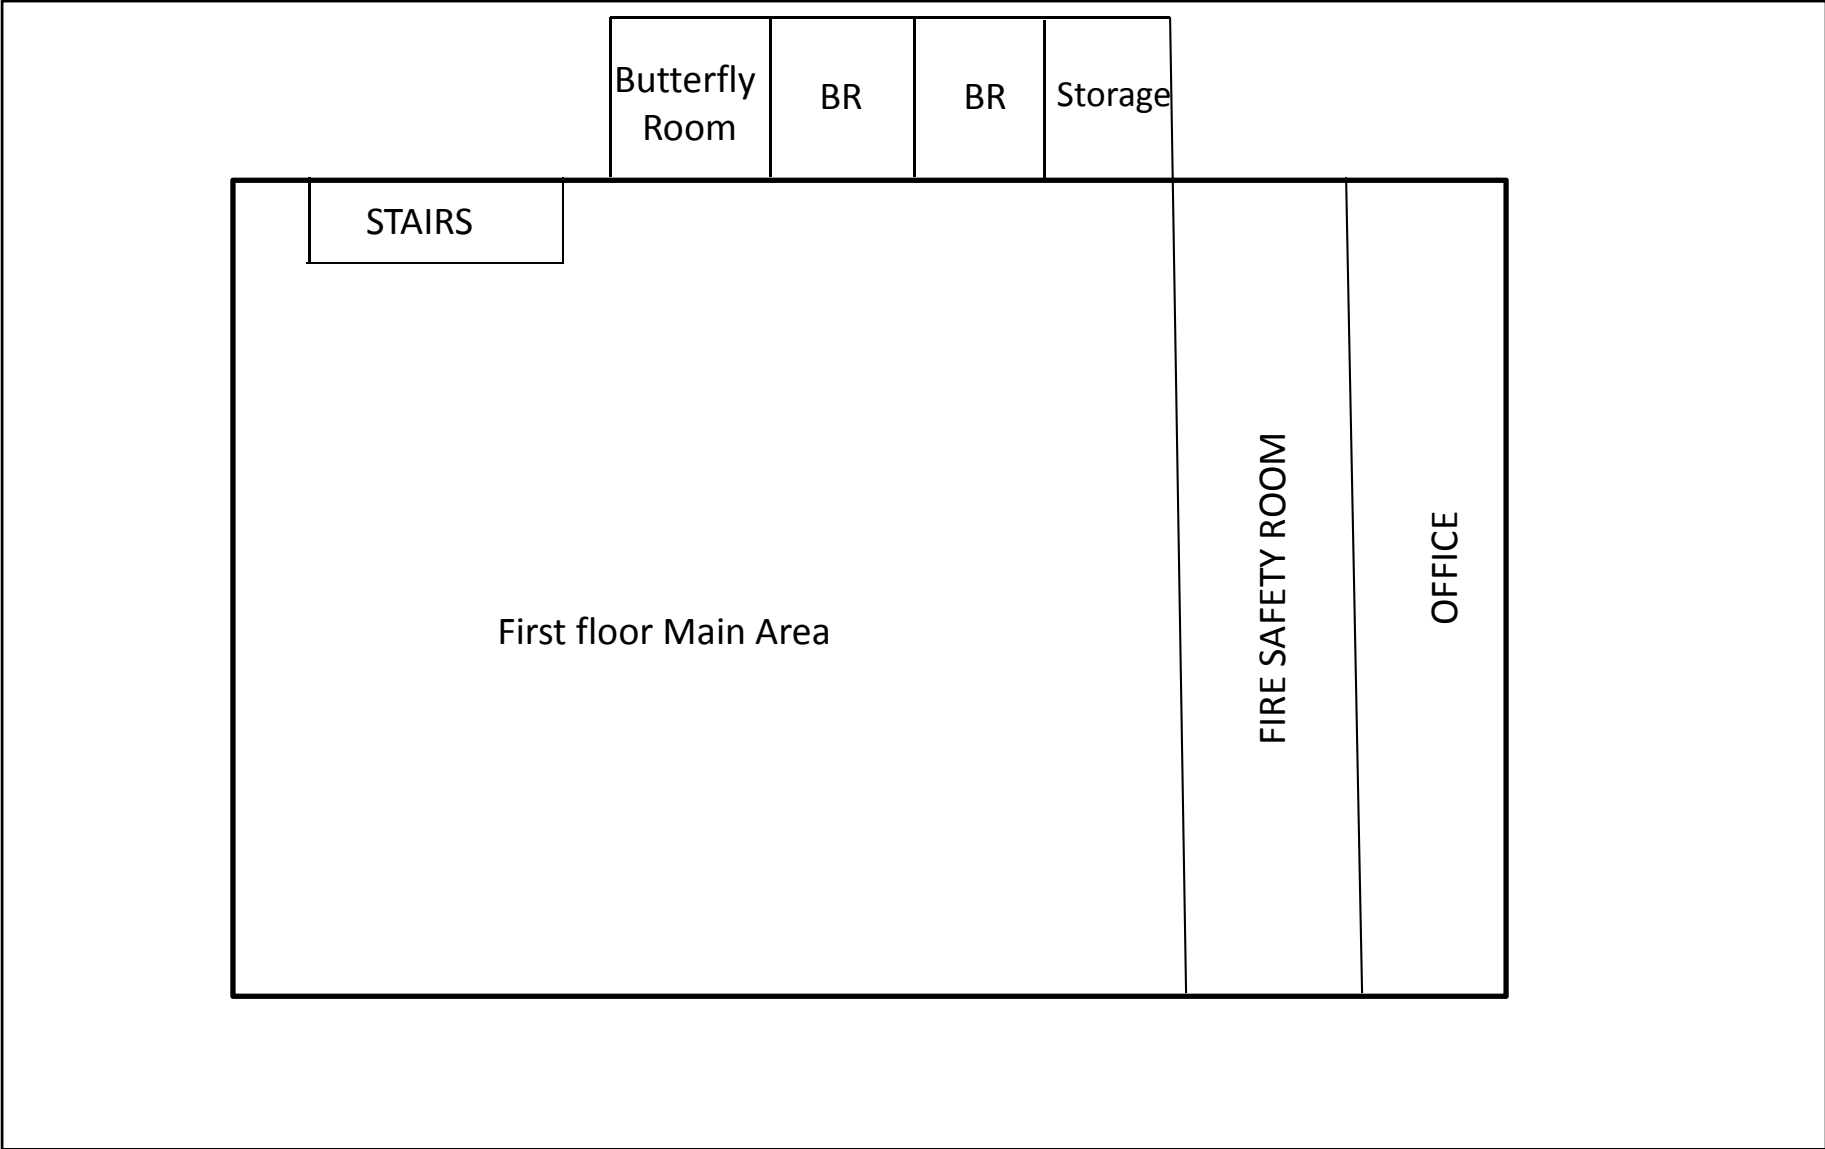 Butterfly
Room
BR
BR
Storage
STAIRS
First floor Main Area
FIRE SAFETY ROOM
OFFICE